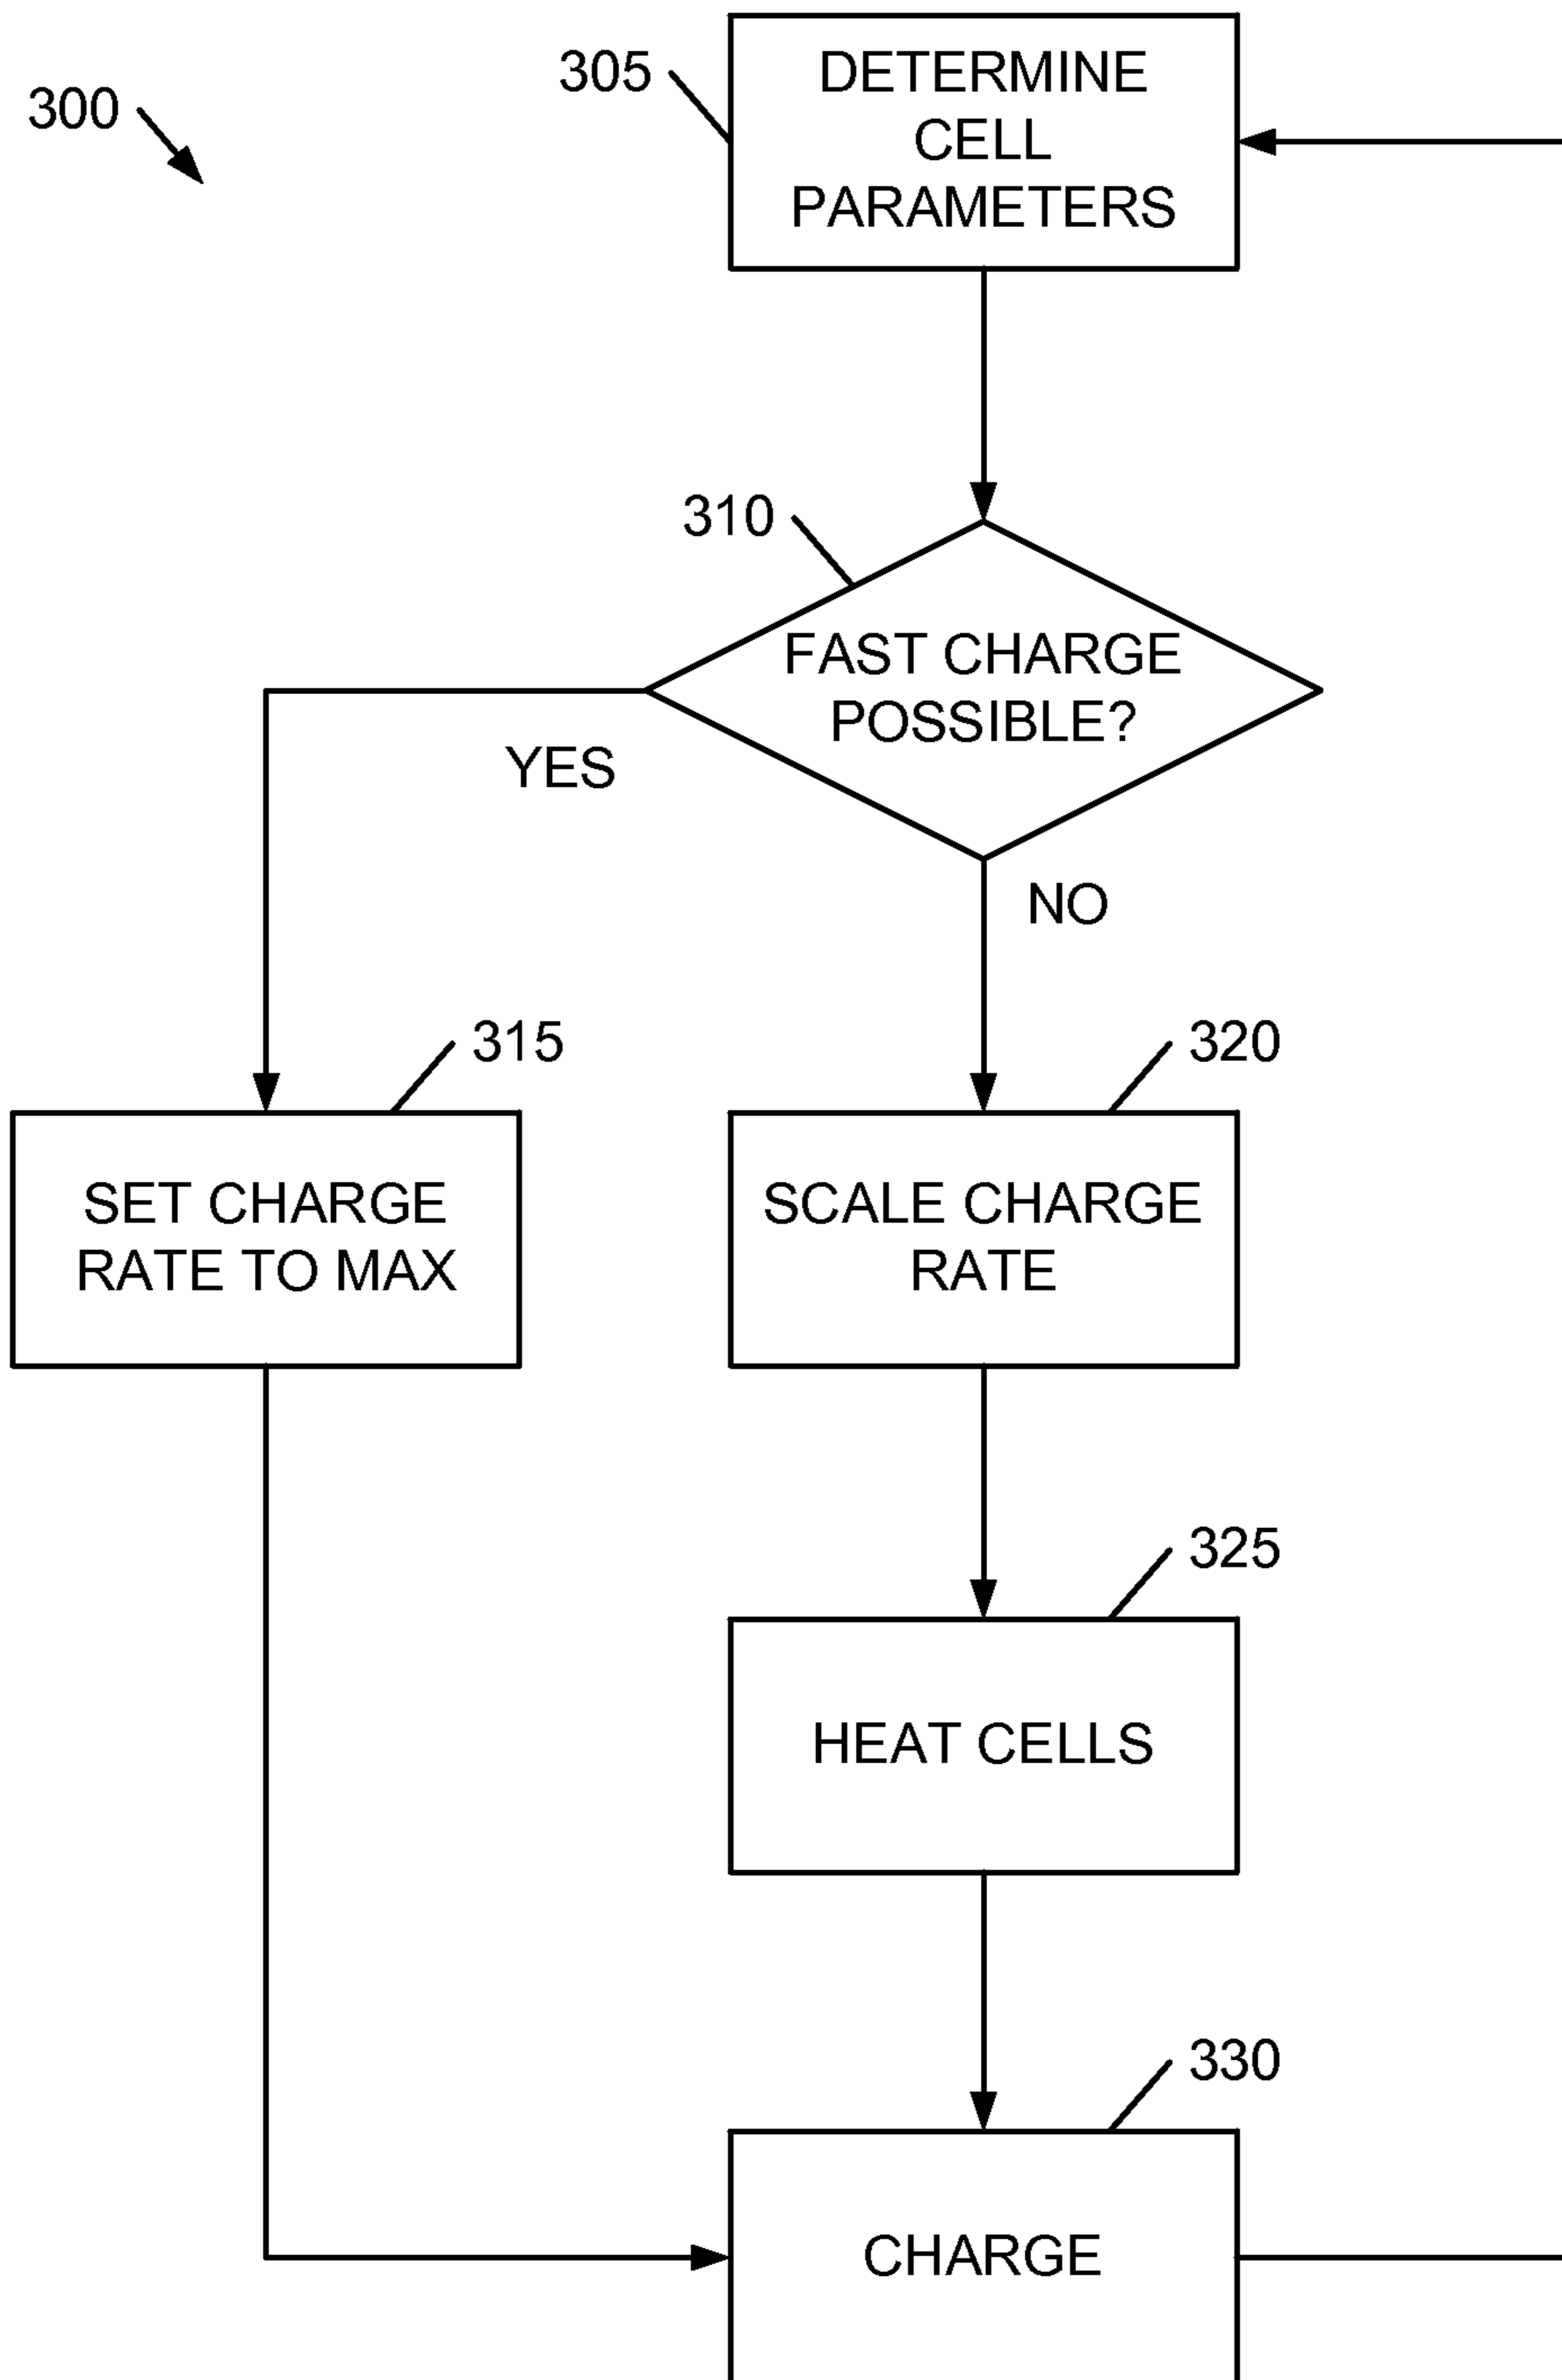 300
305
DETERMINE
CELL
PARAMETERS
310
FAST CHARGE
POSSIBLE?
YES
NO
315
SET CHARGE
RATE TO MAX
320
SCALE CHARGE
RATE
325
HEAT CELLS
330
CHARGE